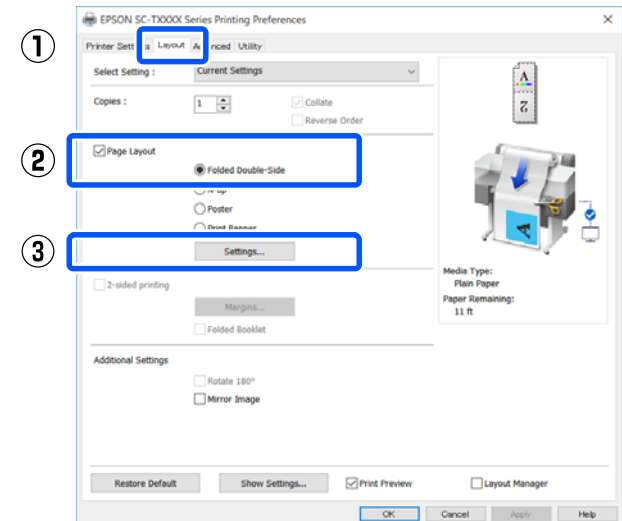 EPSON SC-TXXXX Series Printing Preferences
①
Layout
Utility
Select Setting :
Current Settings
Copies :
1
Collate
Reverse Order
②
Page Layout
Folded Double-Side
Poster
Print Banner
③
Settings...
2-sided printing
Margins...
Folded Booklet
Additional Settings
Rotate 180°
Mirror Image
A
2
A
Media Type:
Plain Paper
Paper Remaining:
11 ft
Restore Default
Show Settings...
Print Preview
Layout Manager
OK
Cancel
Apply
Help